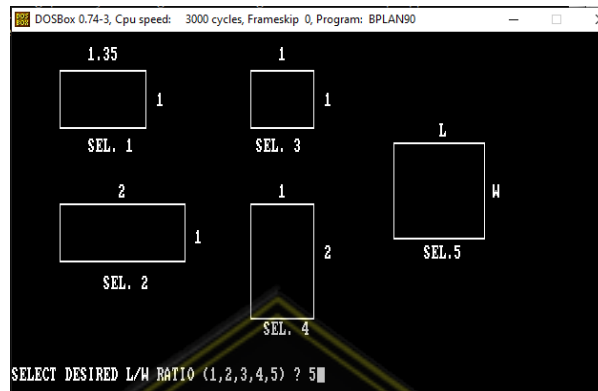 DOSBox 0.74-3, Cpu speed: 3000 cycles, Frameskip 0, Program: BPLAN90
1.35
1
SEL. 1
1
1
SEL. 3
L
W
SEL.5
2
1
SEL. 2
1
2
SEL. 4
SELECT DESIRED L/W RATIO (1,2,3,4,5) ? 5